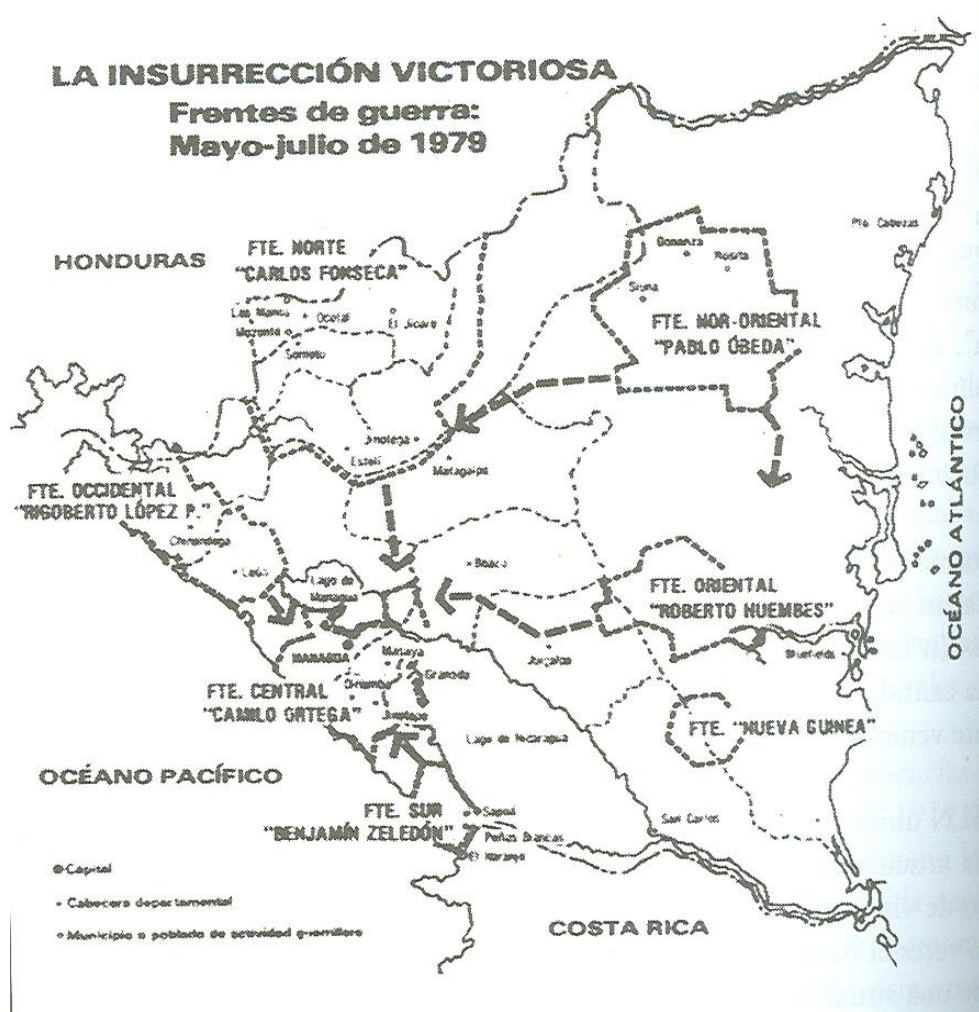 LA INSURRECCIÓN VICTORIOSA
Frentes de guerra:
Mayo-julio de 1979
HONDURAS
FTE. NORTE
"CARLOS FONSECA"
Ocotal
El Jícaro
Somoto
Pto. Cabezas
Bonanza
Rosita
Siuna
FTE. NOR-ORIENTAL
"PABLO ÚBEDA"
Jinotega
Estelí
Matagalpa
FTE. OCCIDENTAL
"RIGOBERTO LÓPEZ P."
Chinandega
León
Lago de
Managua
Boaco
FTE. ORIENTAL
"ROBERTO HUEMBES"
OCÉANO ATLÁNTICO
MANAGUA
Masaya
Granada
Diriamba
Jinotepe
Juigalpa
Bluefields
FTE. CENTRAL
"CAMILO ORTEGA"
Lago de Nicaragua
FTE. "NUEVA GUINEA"
OCÉANO PACÍFICO
FTE. SUR
"BENJAMÍN ZELEDÓN"
Sapoá
Peñas Blancas
El Naranjo
San Carlos
COSTA RICA
Capital
Cabecera departamental
Municipio o poblado de actividad guerrillera